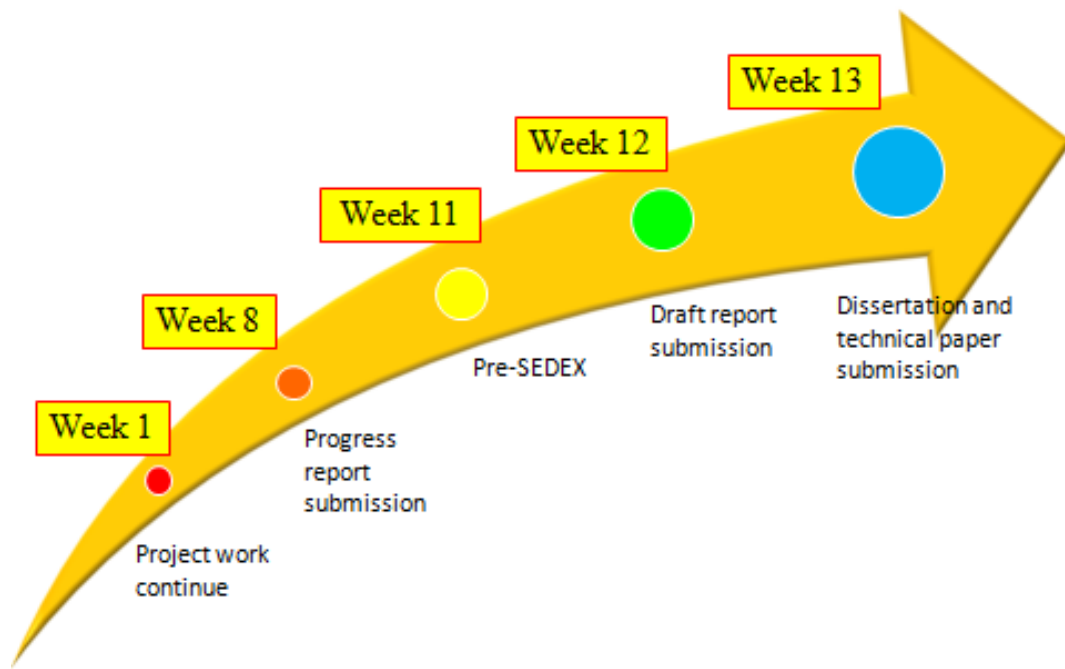 Week 1
Project work
continue
Week 8
Progress
report
submission
Week 11
Pre-SEDEX
Week 12
Draft report
submission
Week 13
Dissertation and
technical paper
submission